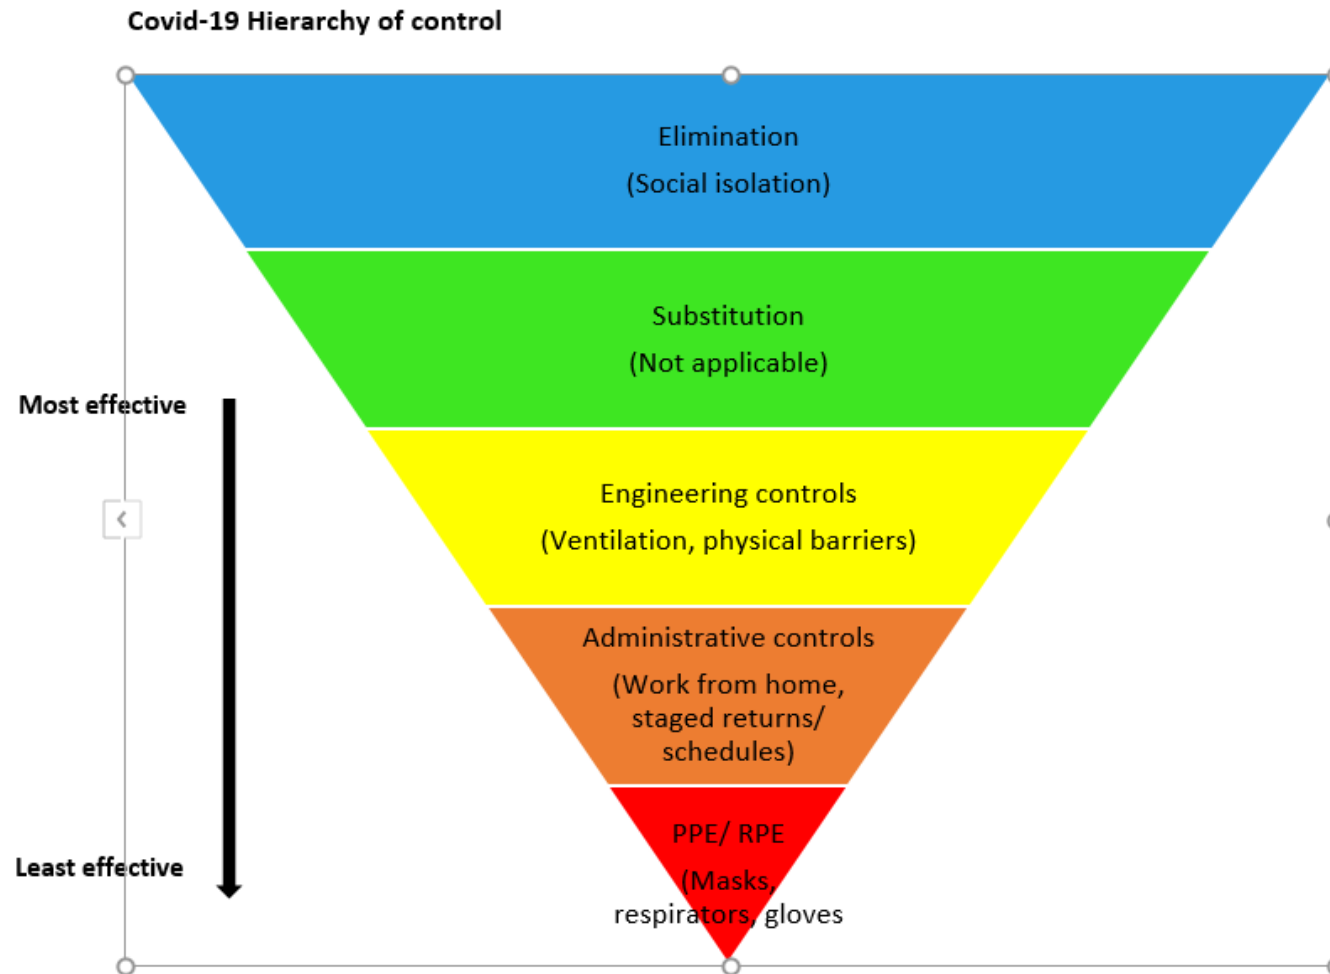 Covid-19 Hierarchy of control
Elimination
(Social isolation)
Substitution
(Not applicable)
Most effective
Engineering controls
(Ventilation, physical barriers)
Administrative controls
(Work from home,
staged returns/
schedules)
PPE/ RPE
Least effective
(Masks,
respirators, gloves